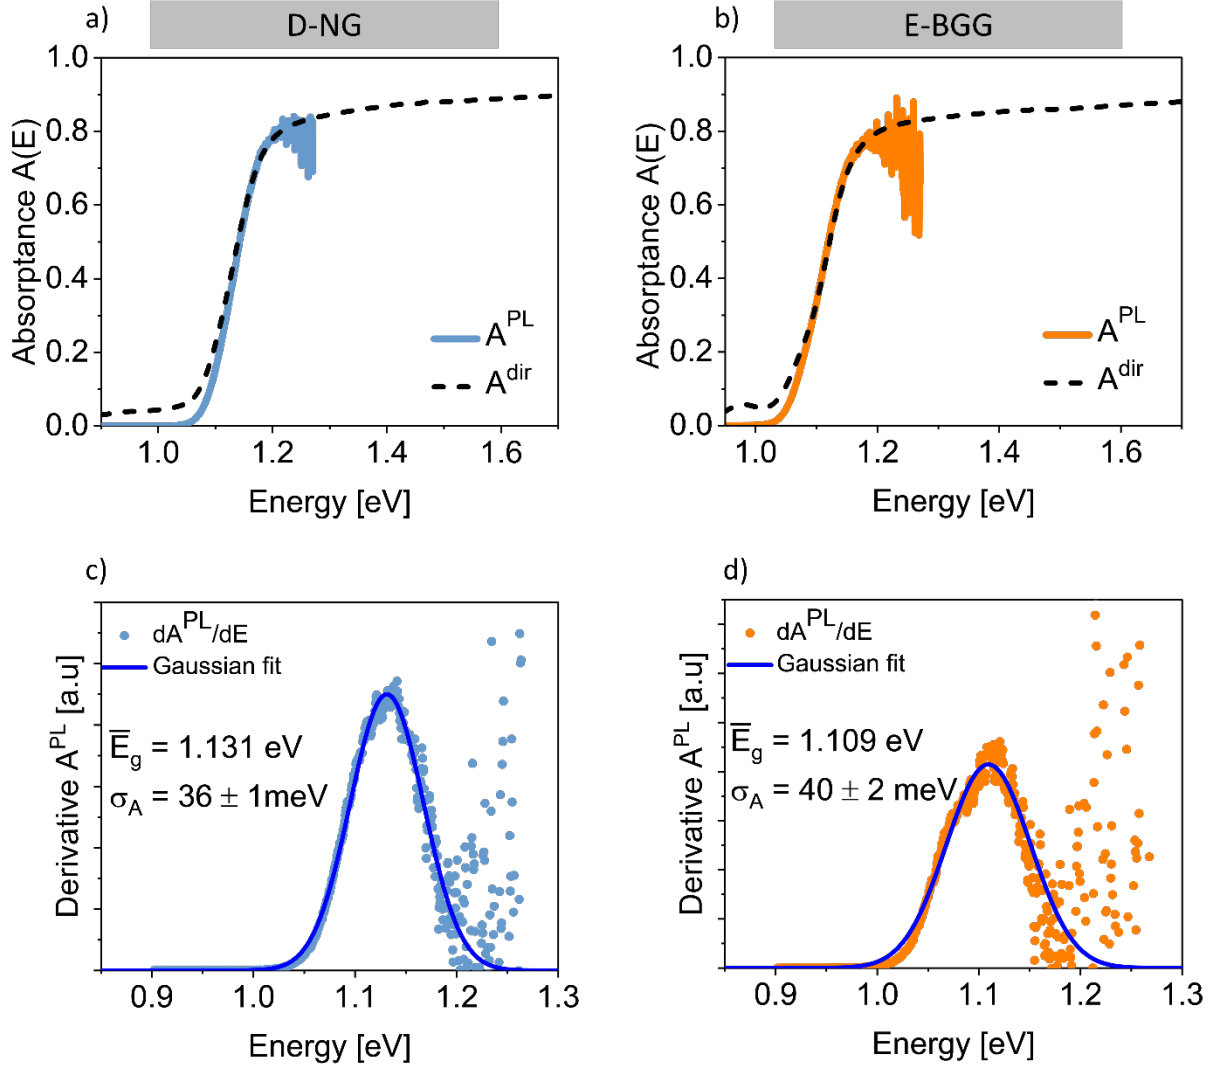 a)
D-NG
1.0
0.8
0.6
0.4
0.2
0.0
Absorptance A(E)
A^PL
A^dir
1.0 1.2 1.4 1.6
Energy [eV]
b)
E-BGG
1.0
0.8
0.6
0.4
0.2
0.0
Absorptance A(E)
A^PL
A^dir
1.0 1.2 1.4 1.6
Energy [eV]
c)
dA^PL/dE
Gaussian fit
E̅g = 1.131 eV
σA = 36 ± 1meV
Derivative A^PL [a.u]
0.9 1.0 1.1 1.2 1.3
Energy [eV]
d)
dA^PL/dE
Gaussian fit
E̅g = 1.109 eV
σA = 40 ± 2 meV
Derivative A^PL [a.u]
0.9 1.0 1.1 1.2 1.3
Energy [eV]